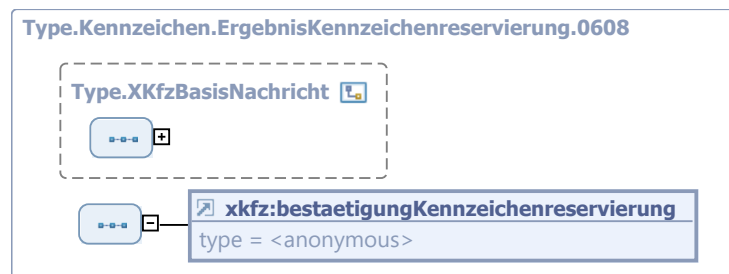 Type.Kennzeichen.ErgebnisKennzeichenreservierung.0608
Type.XKfzBasisNachricht
xkfz:bestaetigungKennzeichenreservierung
type = <anonymous>